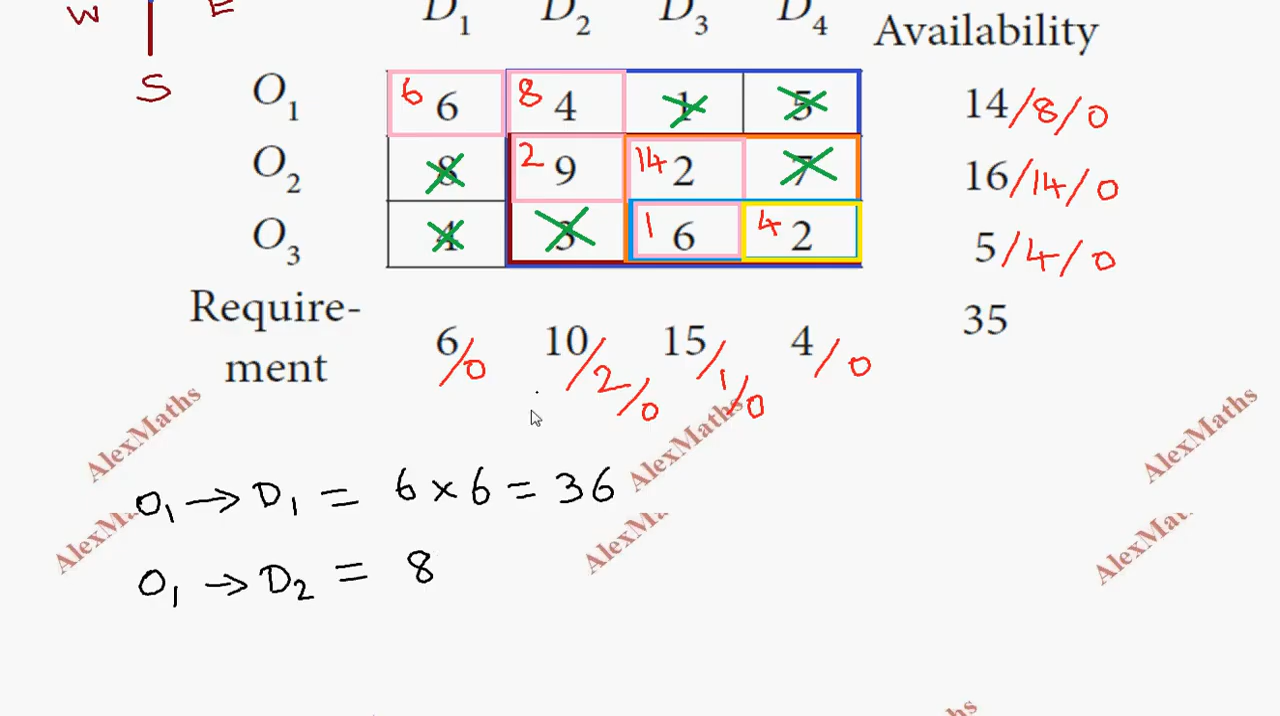 W E D1 D2 D3 D4 Availability
S
O1 6 6 8 4 1 5 14/8/0
O2 8 2 9 14 2 7 16/14/0
O3 4 3 1 6 4 2 5/4/0
Require-
ment 6/0 10/2/0 15/1/0 4/0 35
AlexMaths AlexMaths AlexMaths
O1 → D1 = 6 × 6 = 36
AlexMa AlexMa AlexMaths
O1 → D2 = 8